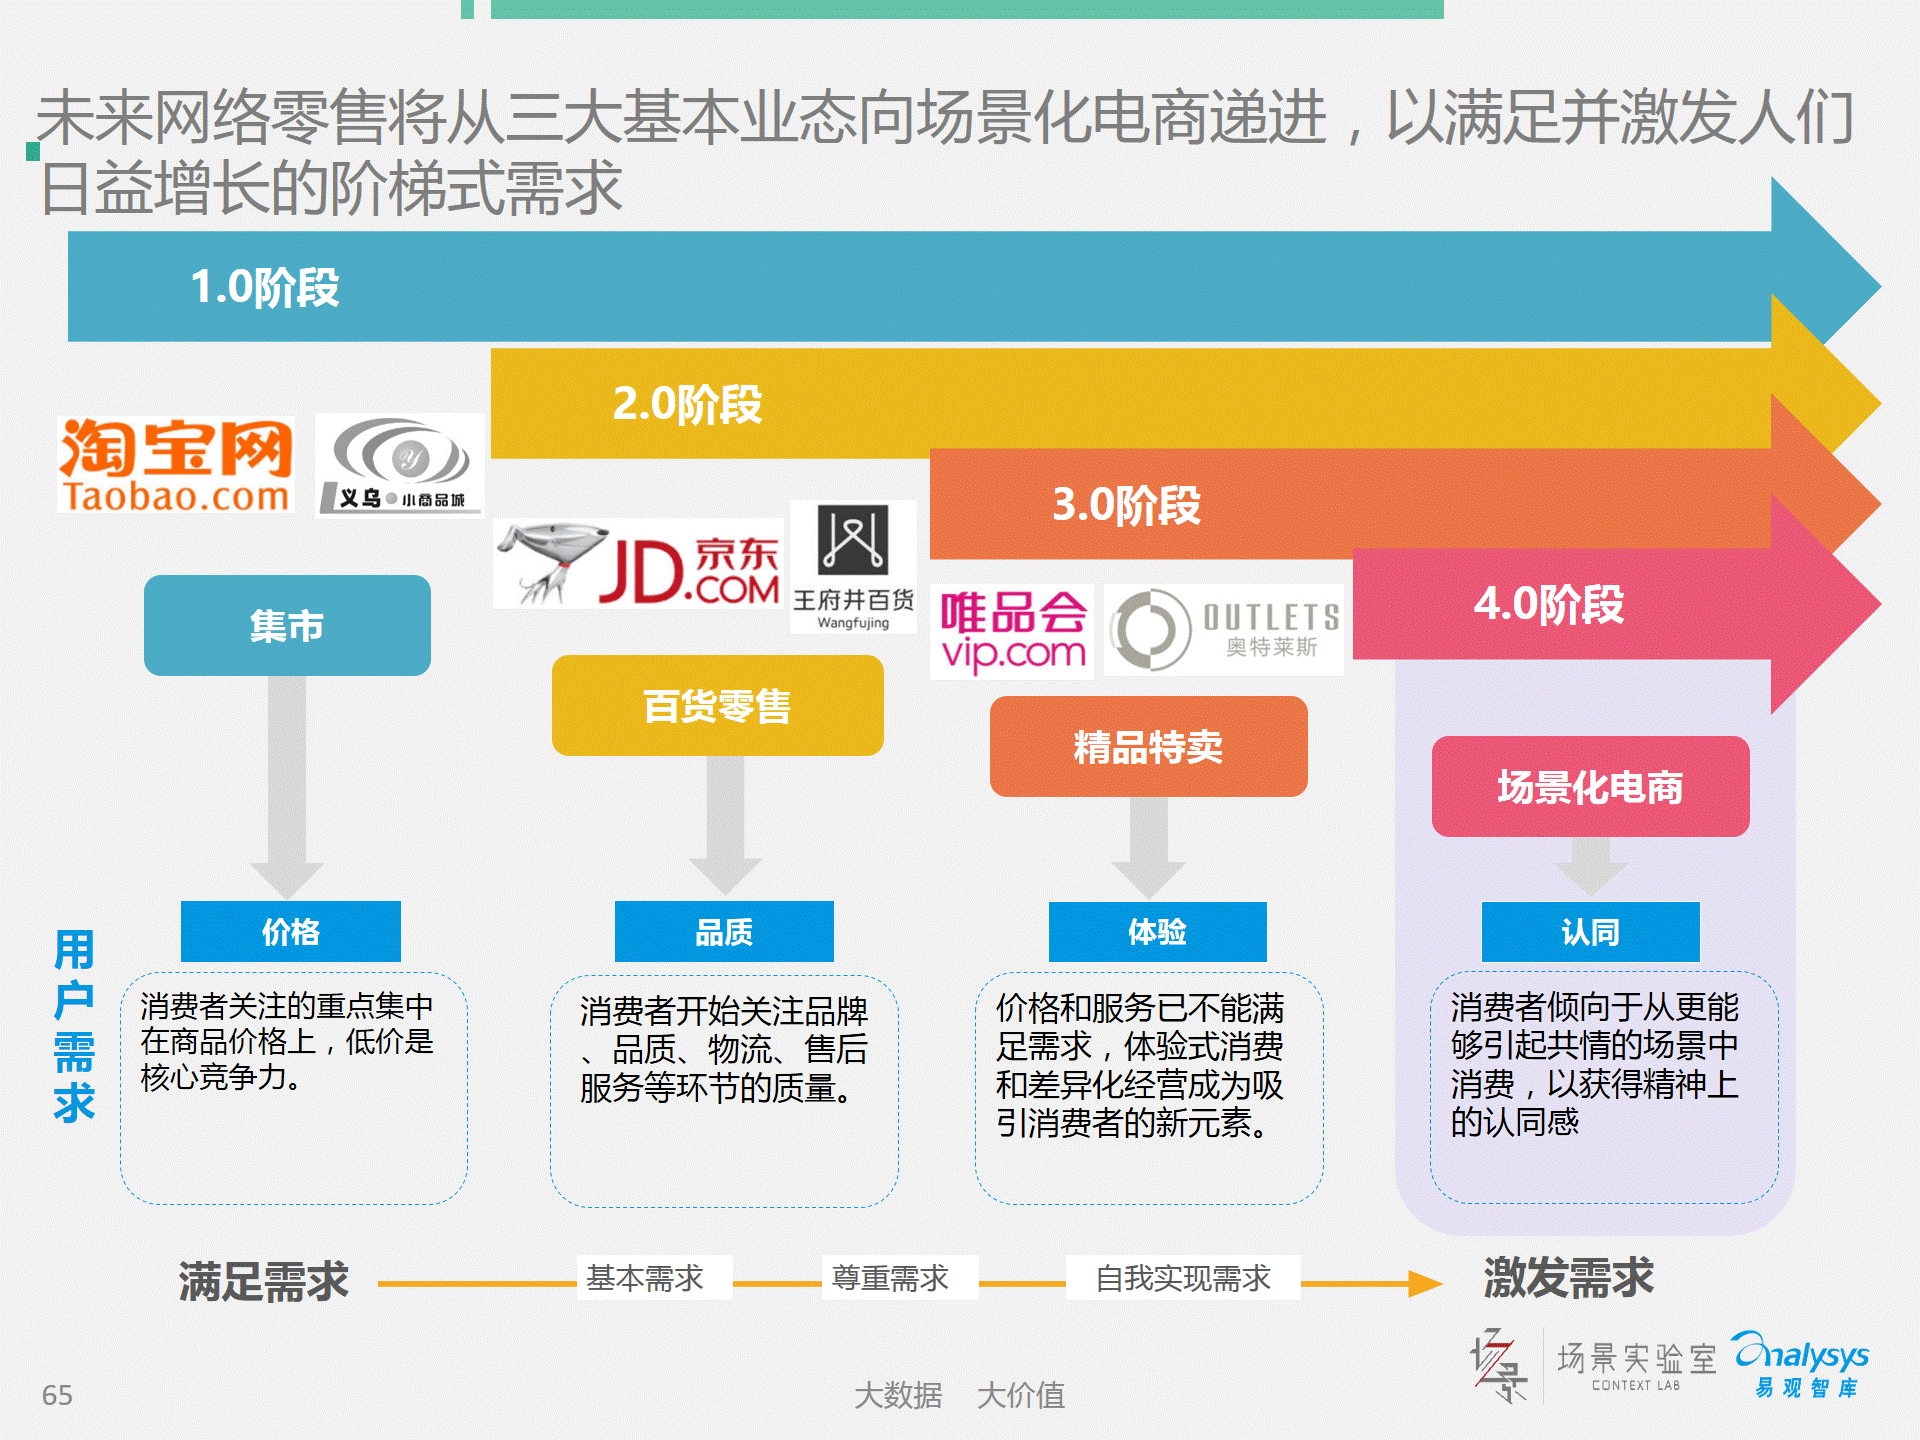 未来网络零售将从三大基本业态向场景化电商递进，以满足并激发人们
日益增长的阶梯式需求
1.0阶段
2.0阶段
3.0阶段
4.0阶段
淘宝网
Taobao.com
义乌小商品城
JD京东
.COM
王府井百货
Wangfujing
唯品会
vip.com
OUTLETS
奥特莱斯
集市
百货零售
精品特卖
场景化电商
用户需求
价格
消费者关注的重点集中
在商品价格上，低价是
核心竞争力。
品质
消费者开始关注品牌
、品质、物流、售后
服务等环节的质量。
体验
价格和服务已不能满
足需求，体验式消费
和差异化经营成为吸
引消费者的新元素。
认同
消费者倾向于从更能
够引起共情的场景中
消费，以获得精神上
的认同感
满足需求
基本需求
尊重需求
自我实现需求
激发需求
场景实验室
CONTEXT LAB
analysys
易观智库
65
大数据 大价值